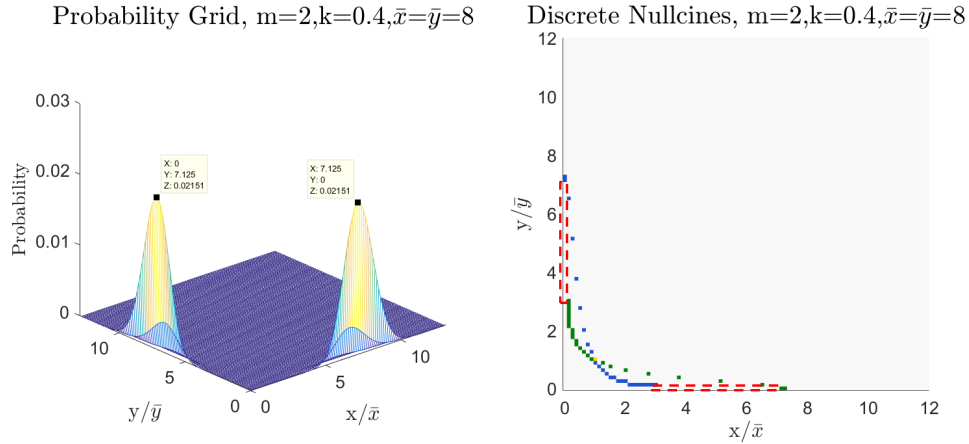 Probability Grid, m=2,k=0.4,x̄=ȳ=8
0.03
0.02
0.01
0
Probability
X: 0
Y: 7.125
Z: 0.02151
X: 7.125
Y: 0
Z: 0.02151
10
5
0
y/ȳ
0
5
10
x/x̄
Discrete Nullcines, m=2,k=0.4,x̄=ȳ=8
12
10
8
6
4
2
0
y/ȳ
0
2
4
6
8
10
12
x/x̄